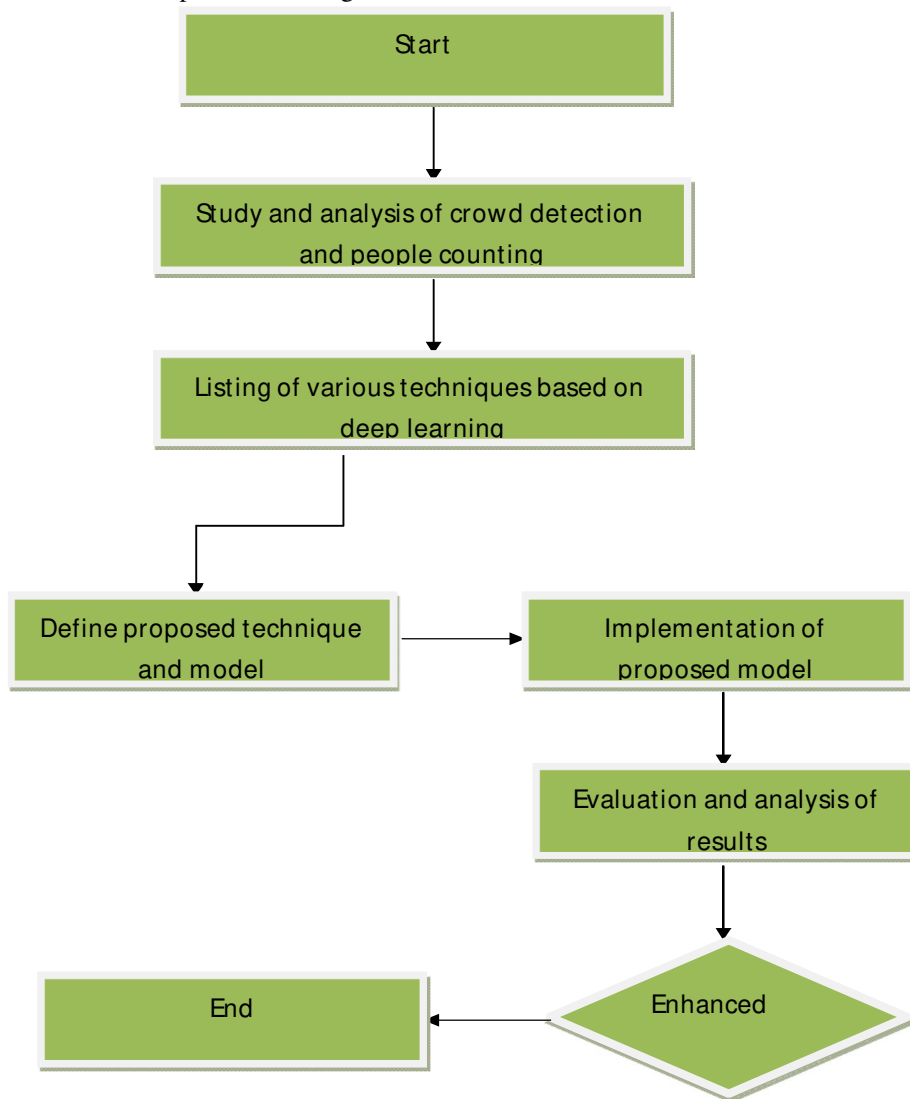 Start
Study and analysis of crowd detection
and people counting
Listing of various techniques based on
deep learning
Define proposed technique
and model
Implementation of
proposed model
Evaluation and analysis of
results
Enhanced
End